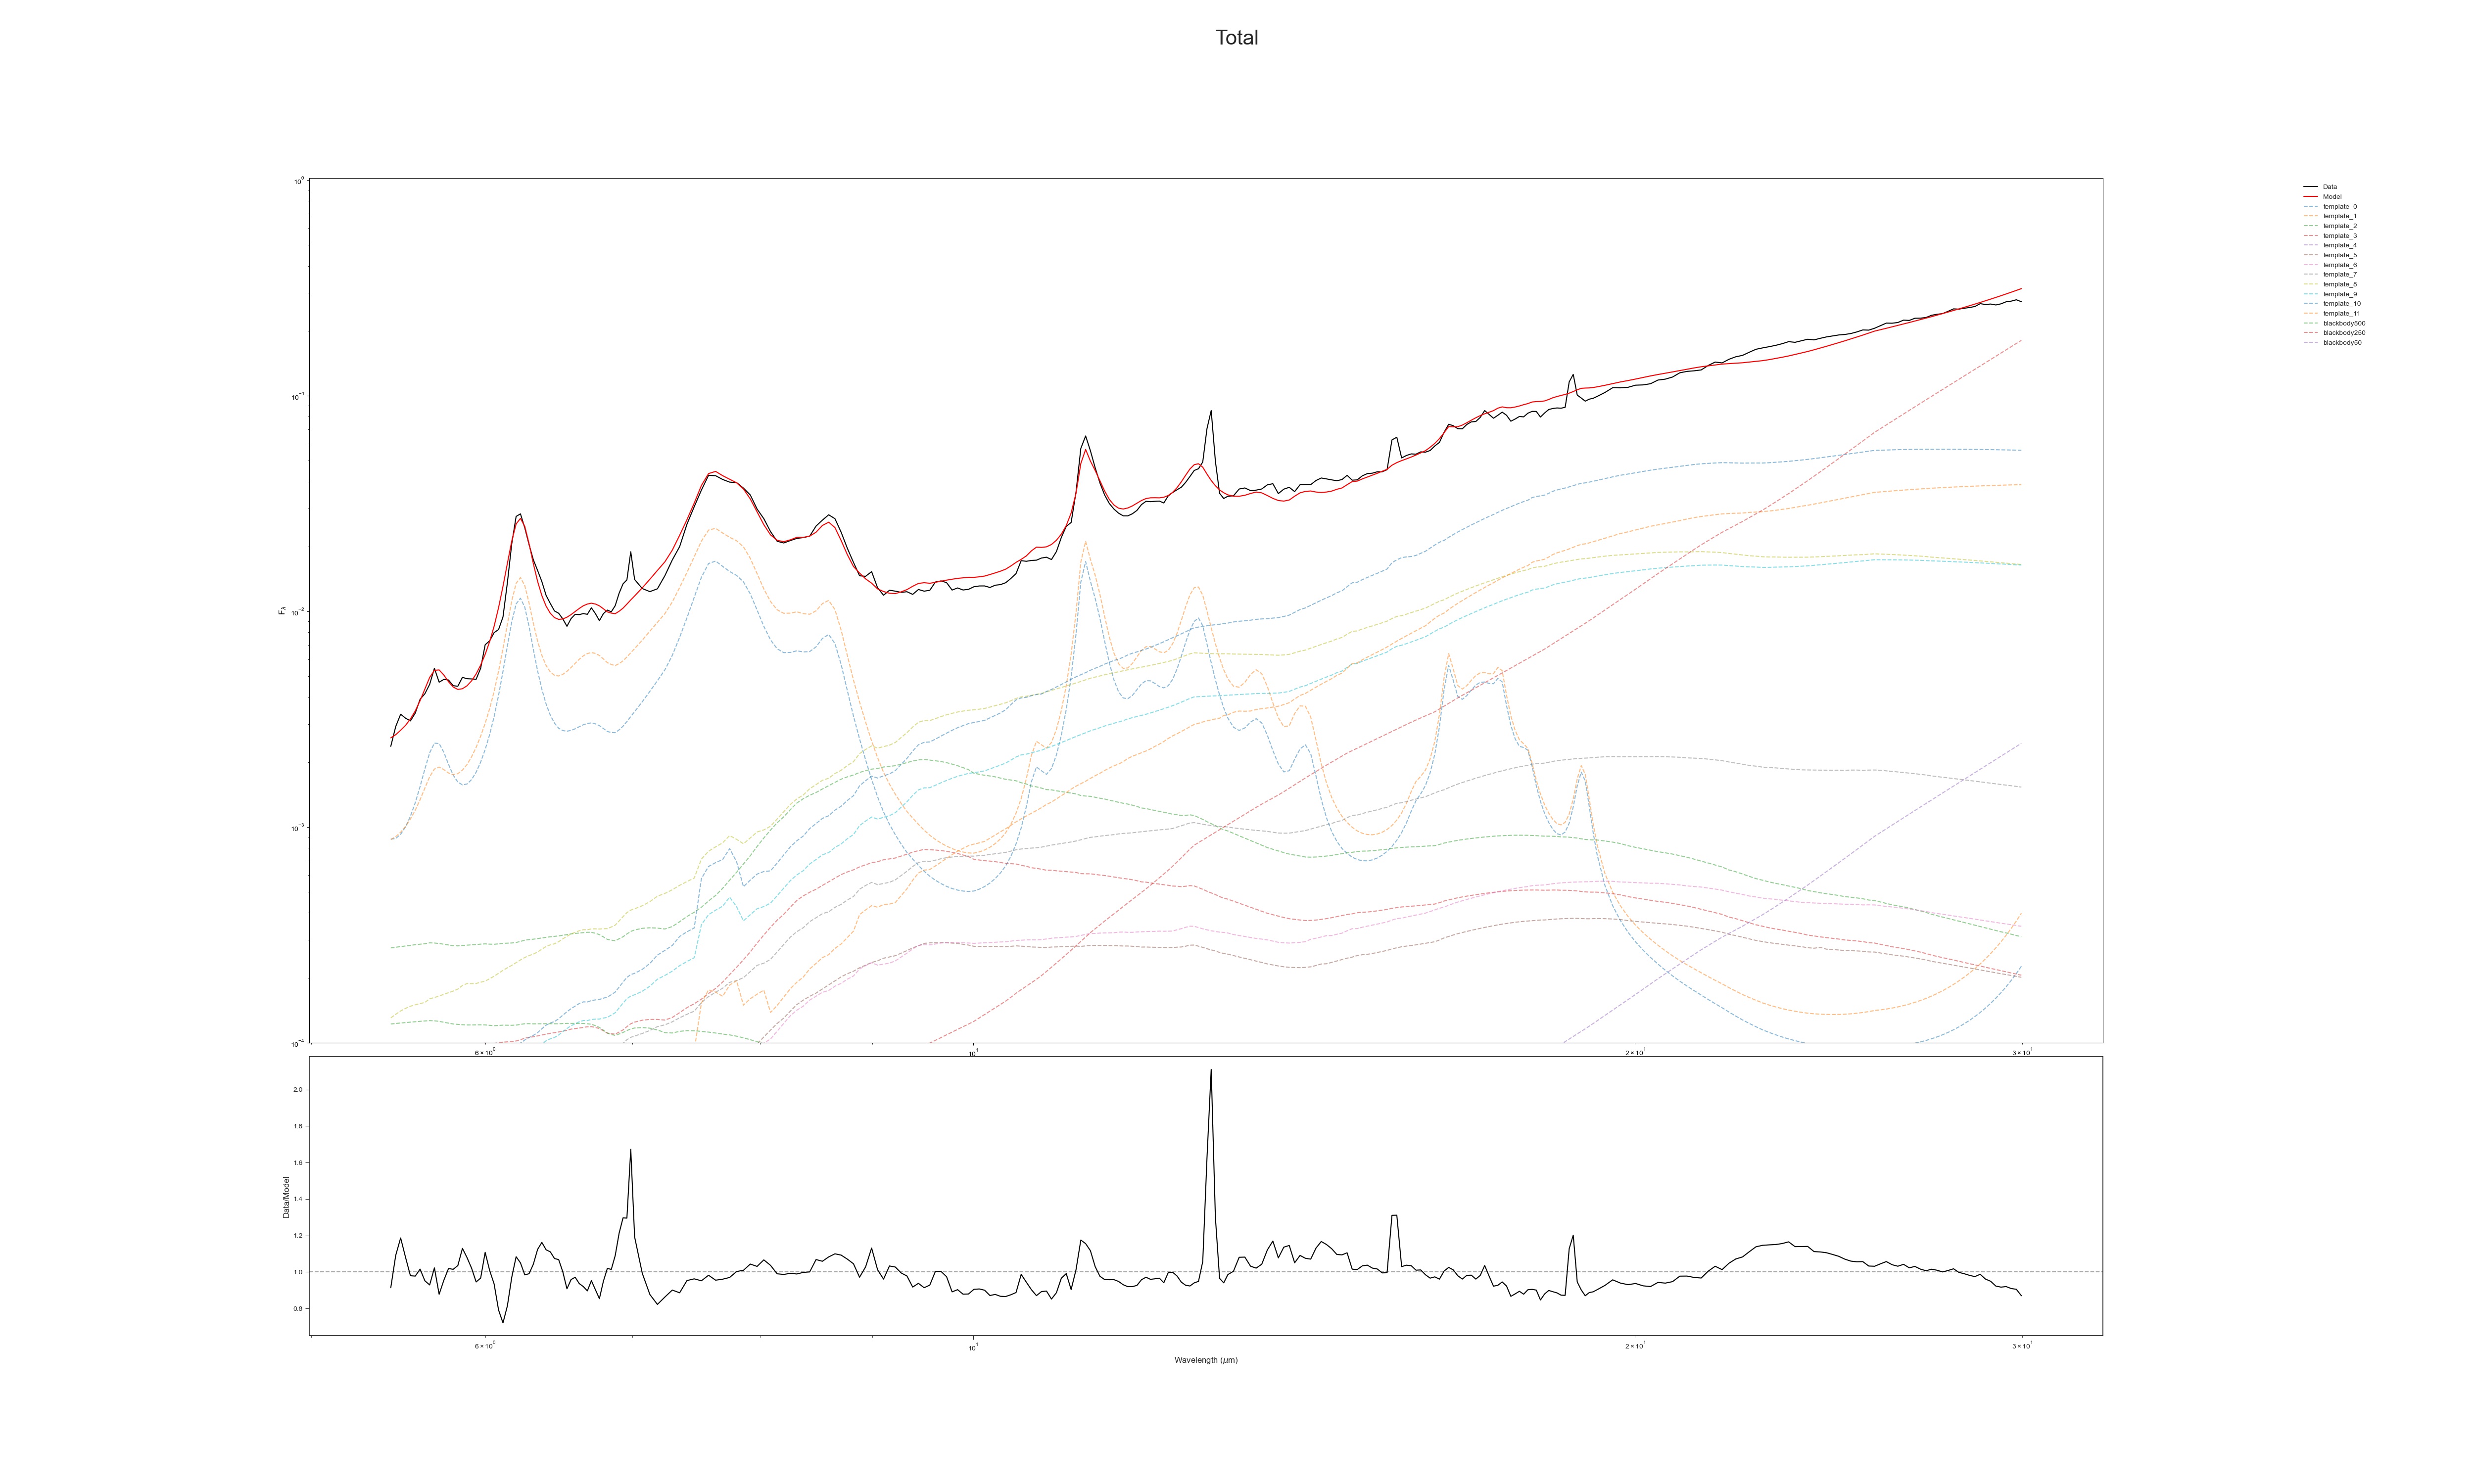 Total
Data
Model
template_0
template_1
template_2
template_3
template_4
template_5
template_6
template_7
template_8
template_9
template_10
template_11
blackbody500
blackbody250
blackbody50
10⁰
10⁻¹
10⁻²
10⁻³
10⁻⁴
F_λ
6 × 10⁰
10¹
2 × 10¹
3 × 10¹
2.0
1.8
1.6
1.4
1.2
1.0
0.8
Data/Model
6 × 10⁰
10¹
2 × 10¹
3 × 10¹
Wavelength (μm)